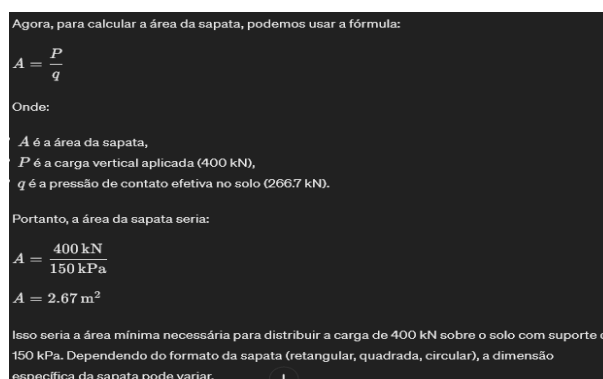 Agora, para calcular a área da sapata, podemos usar a fórmula:
A = P/q
Onde:
A é a área da sapata,
P é a carga vertical aplicada (400 kN),
q é a pressão de contato efetiva no solo (266.7 kN).
Portanto, a área da sapata seria:
A = 400 kN/150 kPa
A = 2.67 m²
Isso seria a área mínima necessária para distribuir a carga de 400 kN sobre o solo com suporte
150 kPa. Dependendo do formato da sapata (retangular, quadrada, circular), a dimensão
específica da sapata pode variar.